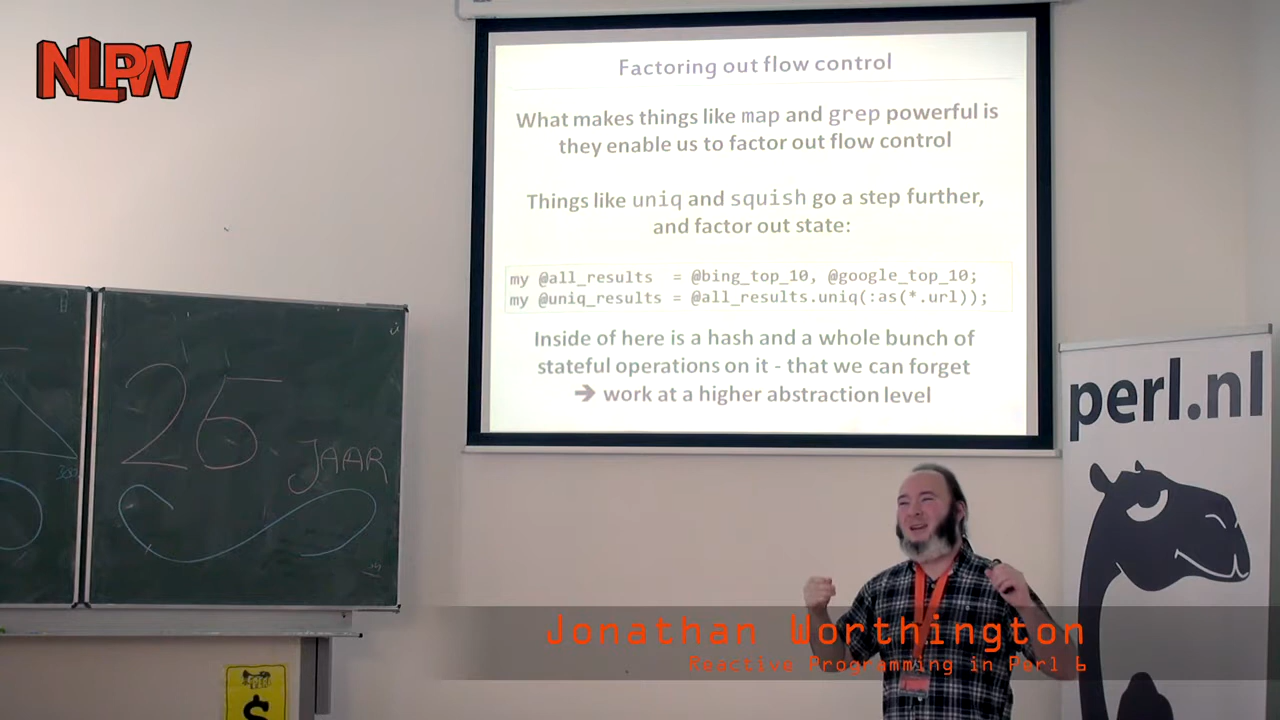 NLPW
Factoring out flow control
What makes things like map and grep powerful is
they enable us to factor out flow control
Things like uniq and squish go a step further,
and factor out state:
my @all_results = @bing_top_10, @google_top_10;
my @uniq_results = @all_results.uniq(:as(*.url));
Inside of here is a hash and a whole bunch of
stateful operations on it - that we can forget
➔ work at a higher abstraction level
perl.nl
25
JAAR
Jonathan Worthington
Reactive Programming in Perl 6
$